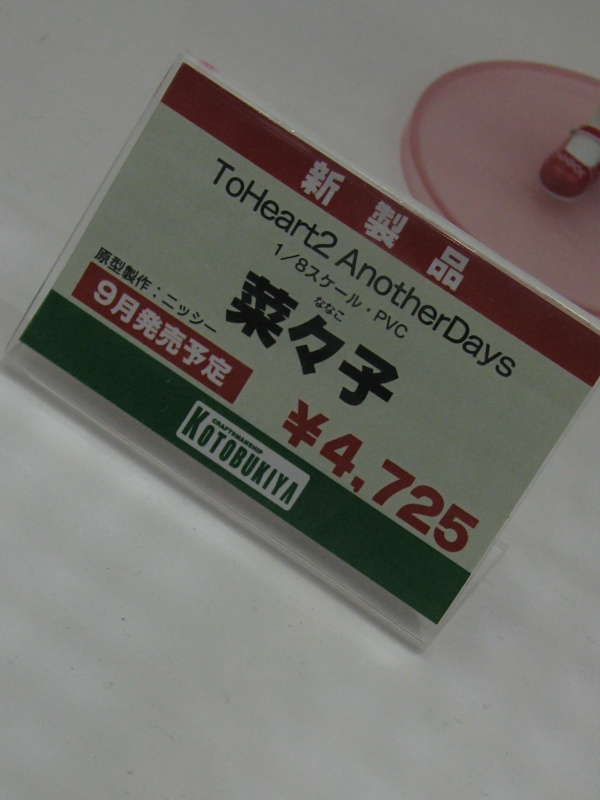 新製品
ToHeart2 AnotherDays
1/8スケール・PVC
ななこ
菜々子
原型製作・ニッシー
9月発売予定
¥4,725
CRAFTSMANSHIP
KOTOBUKIYA